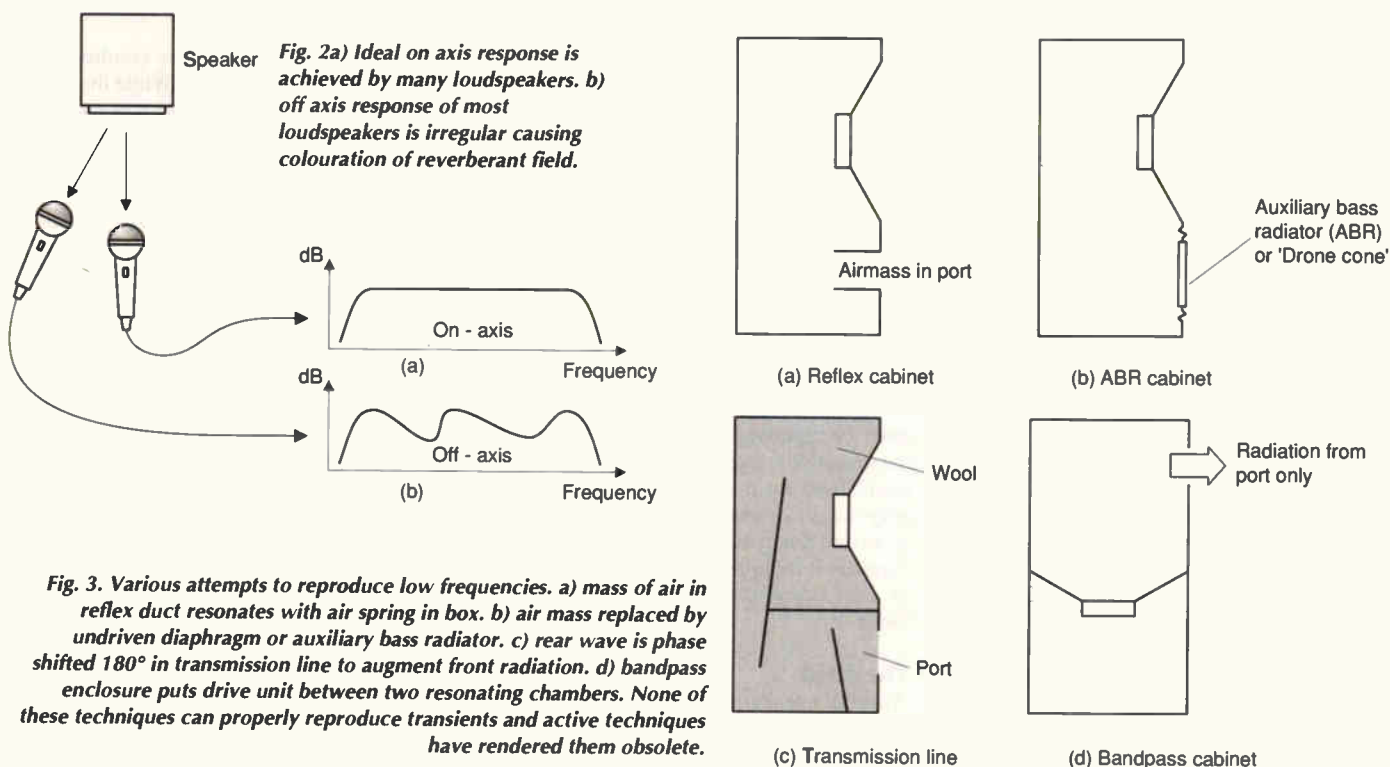 Speaker
Fig. 2a) Ideal on axis response is
achieved by many loudspeakers. b)
off axis response of most
loudspeakers is irregular causing
colouration of reverberant field.
dB
On - axis
(a)
Frequency
dB
Off - axis
(b)
Frequency
Fig. 3. Various attempts to reproduce low frequencies. a) mass of air in
reflex duct resonates with air spring in box. b) air mass replaced by
undriven diaphragm or auxiliary bass radiator. c) rear wave is phase
shifted 180° in transmission line to augment front radiation. d) bandpass
enclosure puts drive unit between two resonating chambers. None of
these techniques can properly reproduce transients and active techniques
have rendered them obsolete.
Airmass in port
(a) Reflex cabinet
Auxiliary bass
radiator (ABR)
or 'Drone cone'
(b) ABR cabinet
Wool
Port
(c) Transmission line
Radiation from
port only
(d) Bandpass cabinet